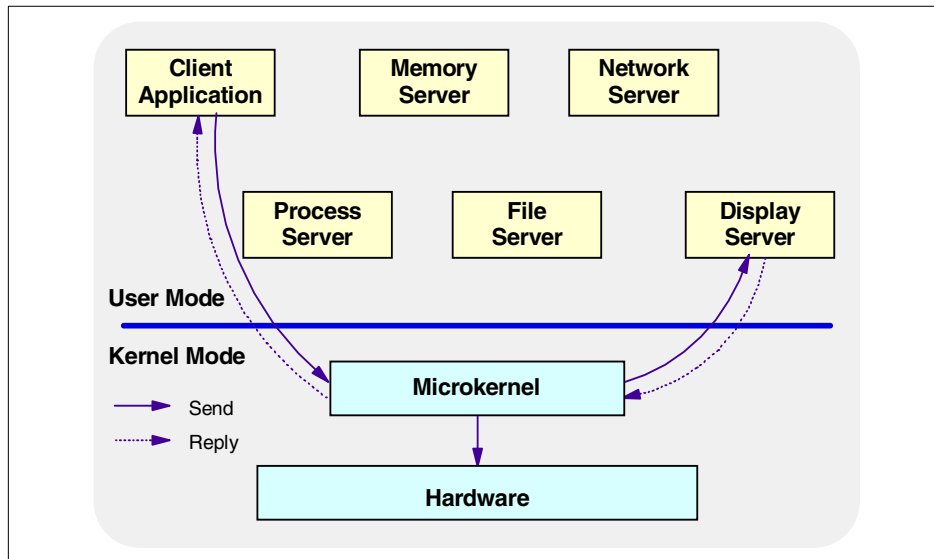 Client
Application
Memory
Server
Network
Server
Process
Server
File
Server
Display
Server
User Mode
Kernel Mode
Microkernel
Send
Reply
Hardware